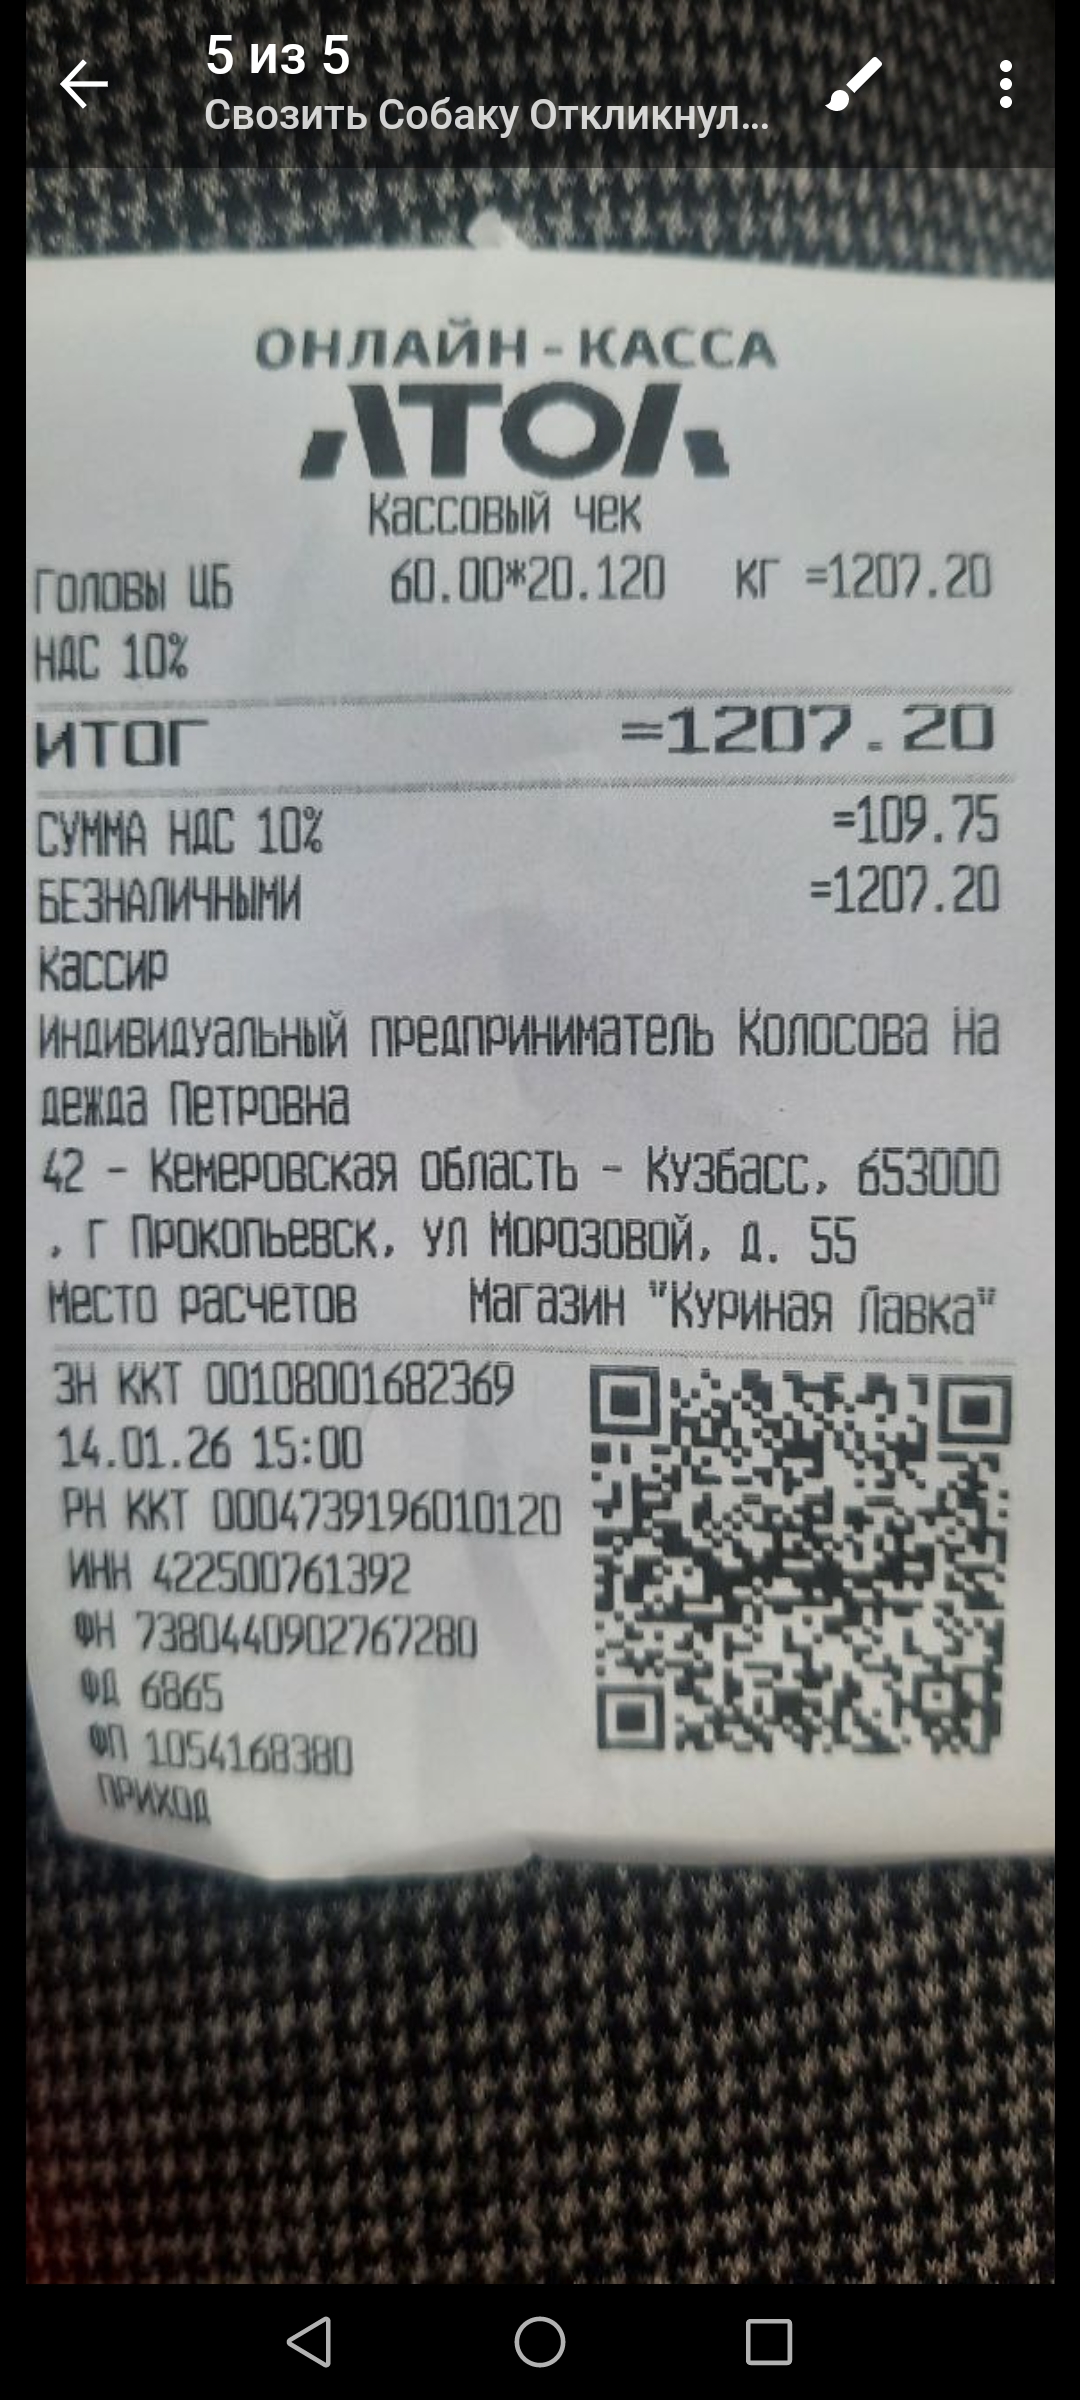 5 из 5
Свозить Собаку Откликнул...
ОНЛАЙН-КАССА
АТОЛ
Кассовый чек
Головы ЦБ 60.00*20.120 КГ =1207.20
НДС 10%
ИТОГ =1207.20
СУММА НДС 10% =109.75
БЕЗНАЛИЧНЫМИ =1207.20
Кассир
Индивидуальный предприниматель Колосова На
дежда Петровна
42 - Кемеровская область - Кузбасс, 653000
, г Прокопьевск, ул Морозовой, д. 55
Место расчетов Магазин "Куриная Лавка"
ЗН ККТ 00108001682369
14.01.26 15:00
РН ККТ 0004739196010120
ИНН 422500761392
ФН 7380440902767280
ФД 6865
ФП 1054168380
ПРИХОД